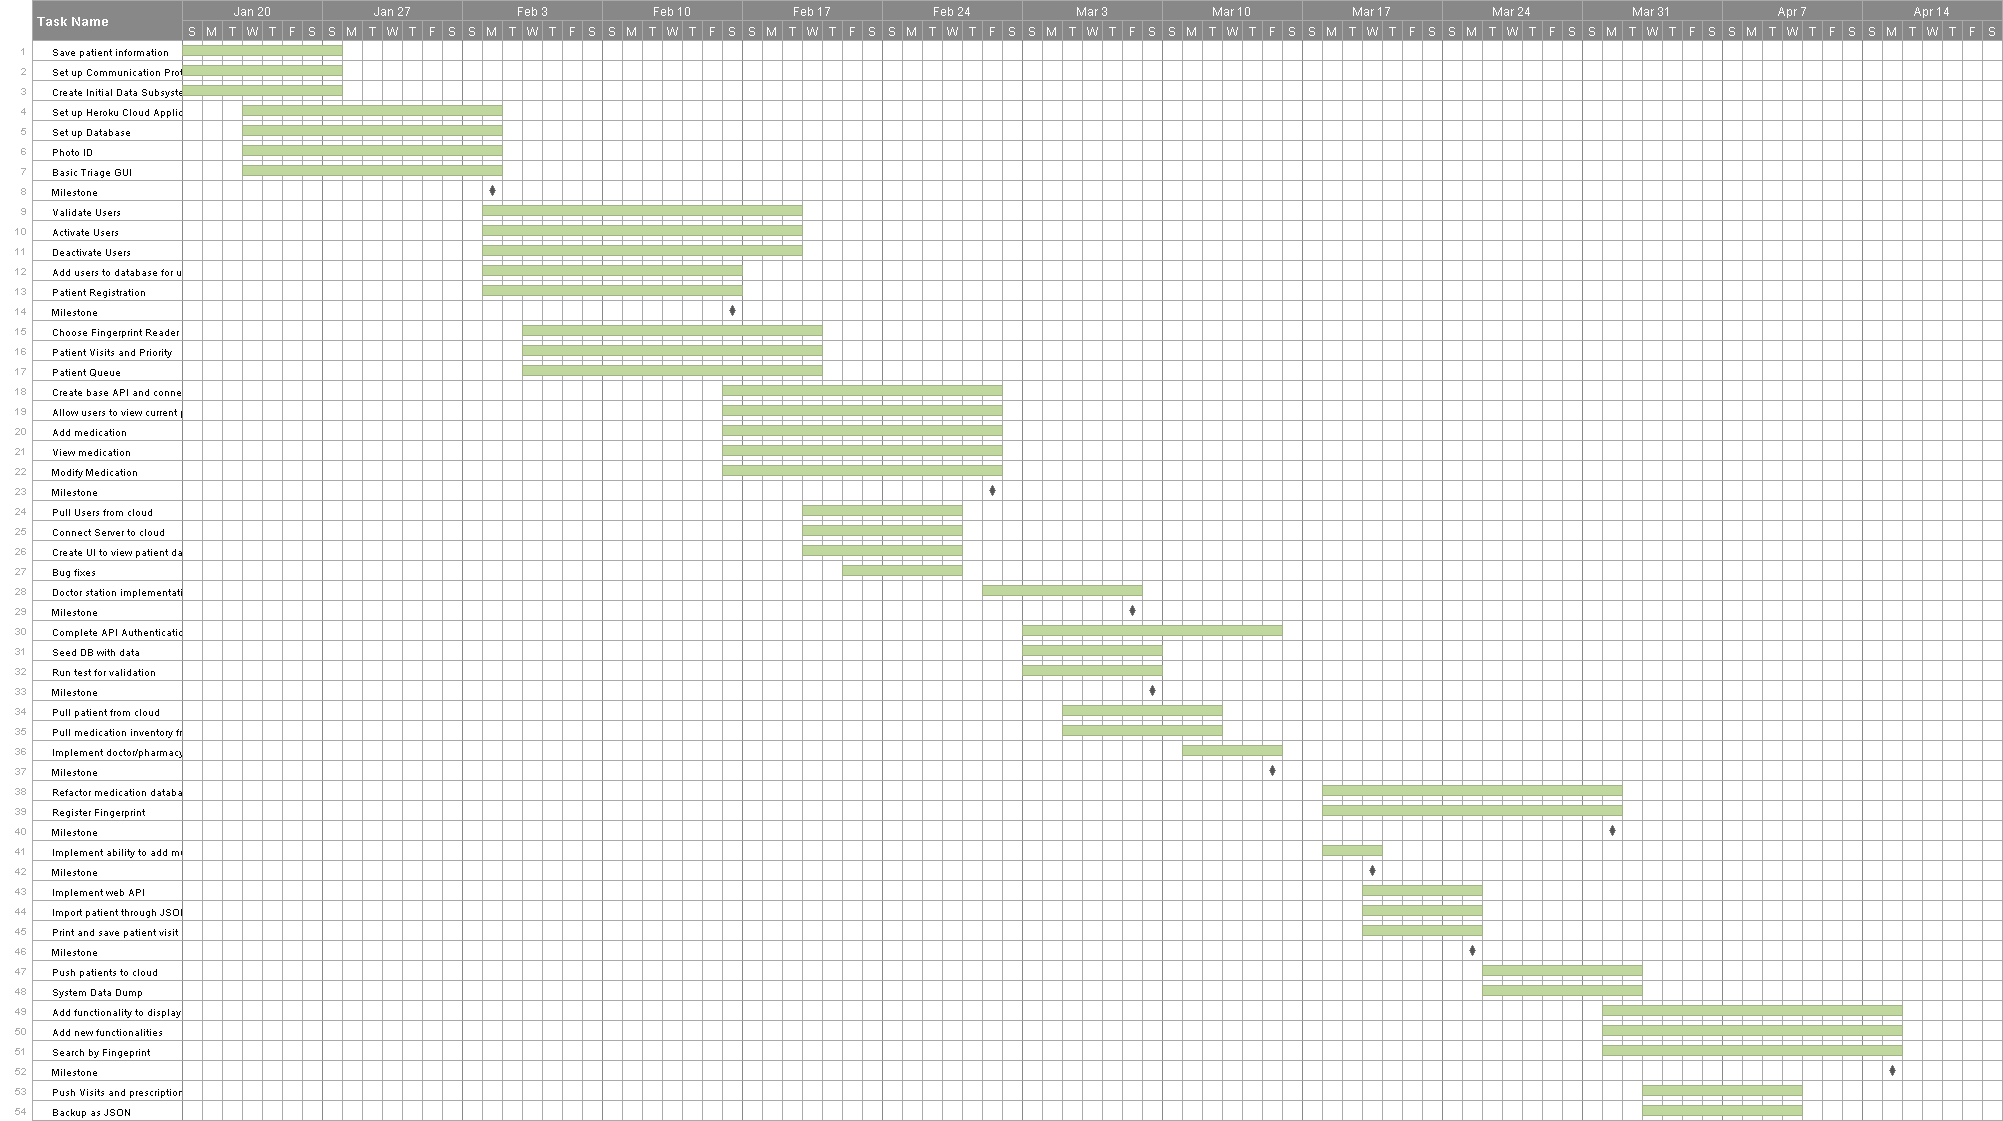 Task Name
Jan 20 Jan 27 Feb 3 Feb 10 Feb 17 Feb 24 Mar 3 Mar 10 Mar 17 Mar 24 Mar 31 Apr 7 Apr 14
S M T W T F S S M T W T F S S M T W T F S S M T W T F S S M T W T F S S M T W T F S S M T W T F S S M T W T F S S M T W T F S S M T W T F S S M T W T F S S M T W T F S S M T W T F S
1 Save patient information
2 Set up Communication Prot
3 Create Initial Data Subsyste
4 Set up Heroku Cloud Applic
5 Set up Database
6 Photo ID
7 Basic Triage GUI
8 Milestone
9 Validate Users
10 Activate Users
11 Deactivate Users
12 Add users to database for u
13 Patient Registration
14 Milestone
15 Choose Fingerprint Reader
16 Patient Visits and Priority
17 Patient Queue
18 Create base API and conne
19 Allow users to view current
20 Add medication
21 View medication
22 Modify Medication
23 Milestone
24 Pull Users from cloud
25 Connect Server to cloud
26 Create UI to view patient da
27 Bug fixes
28 Doctor station implementati
29 Milestone
30 Complete API Authenticatic
31 Seed DB with data
32 Run test for validation
33 Milestone
34 Pull patient from cloud
35 Pull medication inventory fr
36 Implement doctor/pharmacy
37 Milestone
38 Refactor medication databa
39 Register Fingerprint
40 Milestone
41 Implement ability to add mu
42 Milestone
43 Implement web API
44 Import patient through JSO
45 Print and save patient visit
46 Milestone
47 Push patients to cloud
48 System Data Dump
49 Add functionality to display
50 Add new functionalities
51 Search by Fingeprint
52 Milestone
53 Push Visits and prescription
54 Backup as JSON